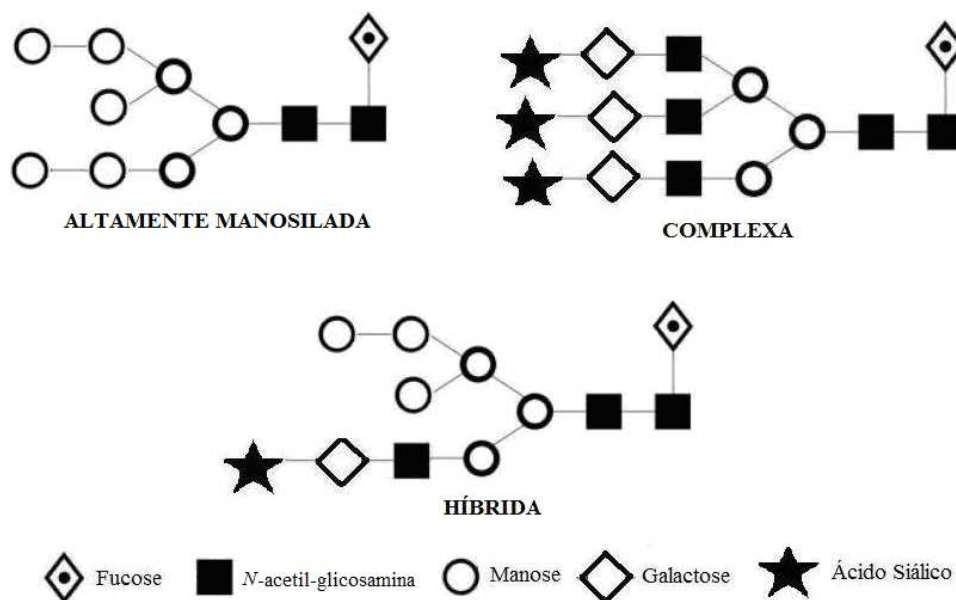 ALTAMENTE MANOSILADA
COMPLEXA
HÍBRIDA
Fucose N-acetil-glicosamina Manose Galactose Ácido Siálico